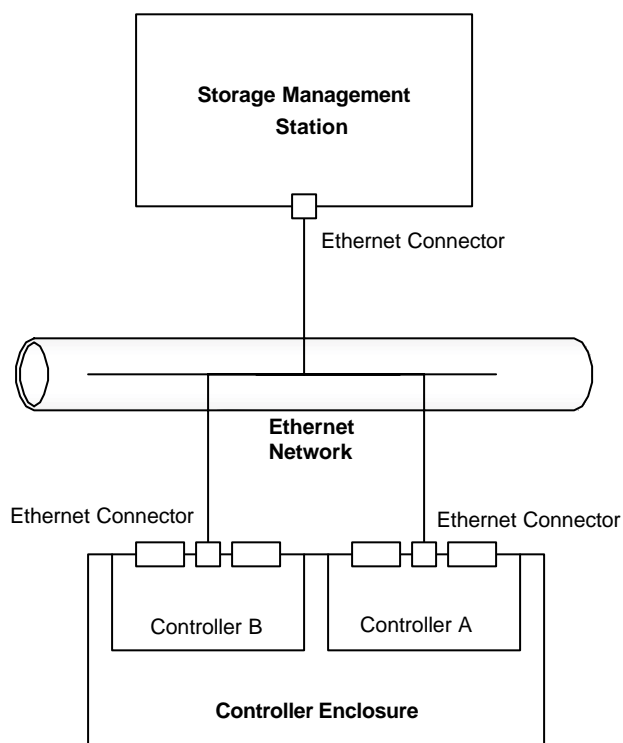 Storage Management
Station
Ethernet Connector
Ethernet
Network
Ethernet Connector
Ethernet Connector
Controller B
Controller A
Controller Enclosure